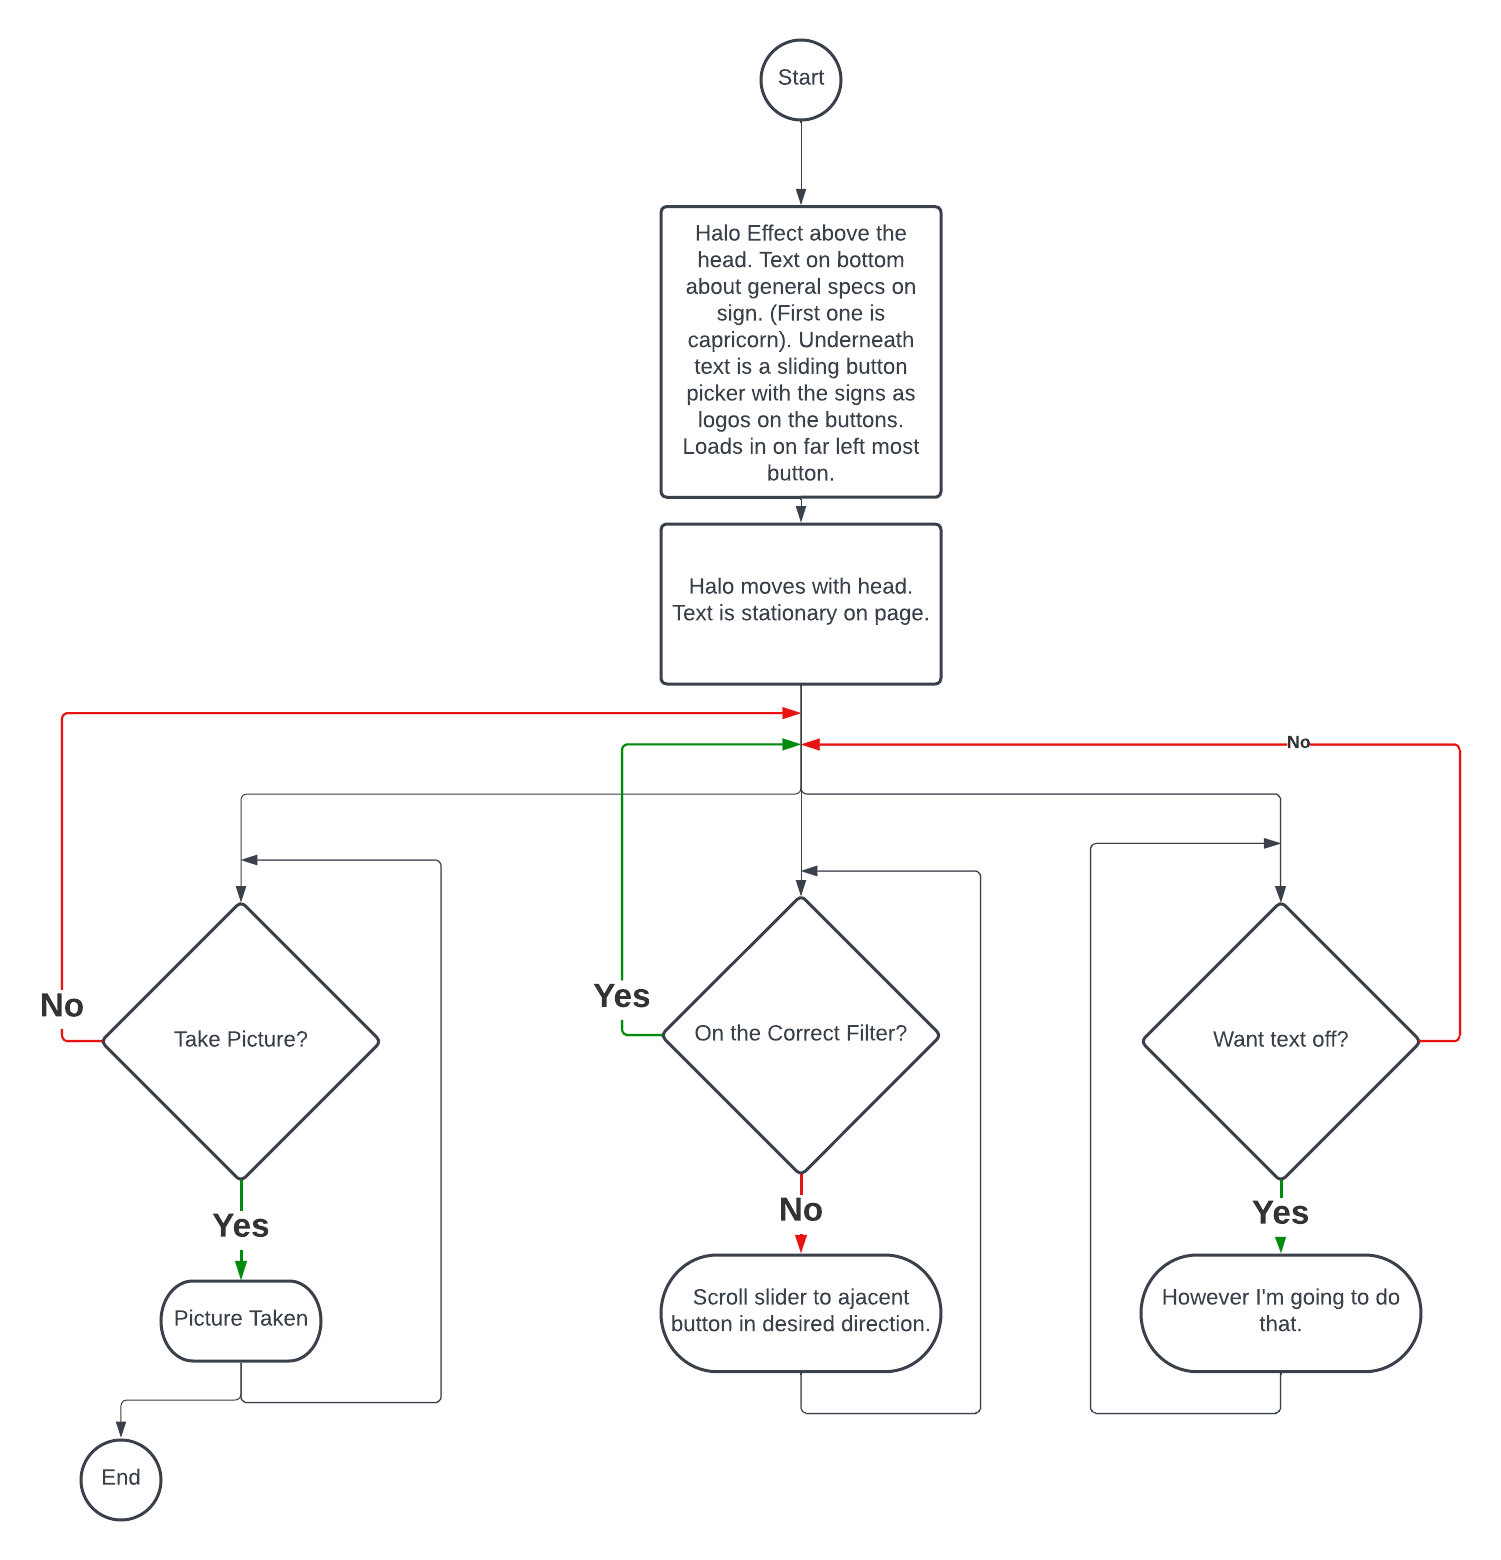 Start
Halo Effect above the
head. Text on bottom
about general specs on
sign. (First one is
capricorn). Underneath
text is a sliding button
picker with the signs as
logos on the buttons.
Loads in on far left most
button.
Halo moves with head.
Text is stationary on page.
No
No
Yes
Take Picture?
On the Correct Filter?
Want text off?
Yes
No
Yes
Picture Taken
Scroll slider to ajacent
button in desired direction.
However I'm going to do
that.
End